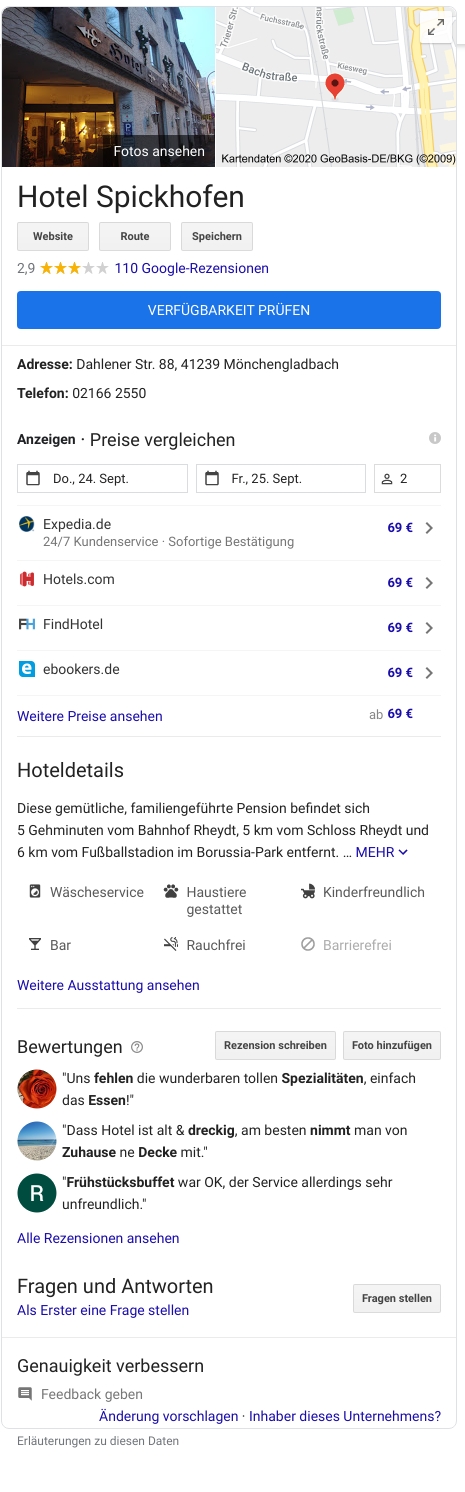 Trierer Str.
Fuchsstraße
nsrückstraße
Bachstraße
Kiesweg
Hotel
Fotos ansehen
Kartendaten ©2020 GeoBasis-DE/BKG (©2009)
Hotel Spickhofen
Website Route Speichern
2,9 110 Google-Rezensionen
VERFÜGBARKEIT PRÜFEN
Adresse: Dahlener Str. 88, 41239 Mönchengladbach
Telefon: 02166 2550
Anzeigen · Preise vergleichen
Do., 24. Sept. Fr., 25. Sept. 2
Expedia.de 69 €
24/7 Kundenservice · Sofortige Bestätigung
Hotels.com 69 €
FH FindHotel 69 €
e ebookers.de 69 €
Weitere Preise ansehen ab 69 €
Hoteldetails
Diese gemütliche, familiengeführte Pension befindet sich
5 Gehminuten vom Bahnhof Rheydt, 5 km vom Schloss Rheydt und
6 km vom Fußballstadion im Borussia-Park entfernt. ... MEHR
Wäscheservice Haustiere gestattet Kinderfreundlich
Bar Rauchfrei Barrierefrei
Weitere Ausstattung ansehen
Bewertungen Rezension schreiben Foto hinzufügen
"Uns fehlen die wunderbaren tollen Spezialitäten, einfach
das Essen!"
"Dass Hotel ist alt & dreckig, am besten nimmt man von
Zuhause ne Decke mit."
R "Frühstücksbuffet war OK, der Service allerdings sehr
unfreundlich."
Alle Rezensionen ansehen
Fragen und Antworten
Fragen stellen
Als Erster eine Frage stellen
Genauigkeit verbessern
Feedback geben
Änderung vorschlagen · Inhaber dieses Unternehmens?
Erläuterungen zu diesen Daten